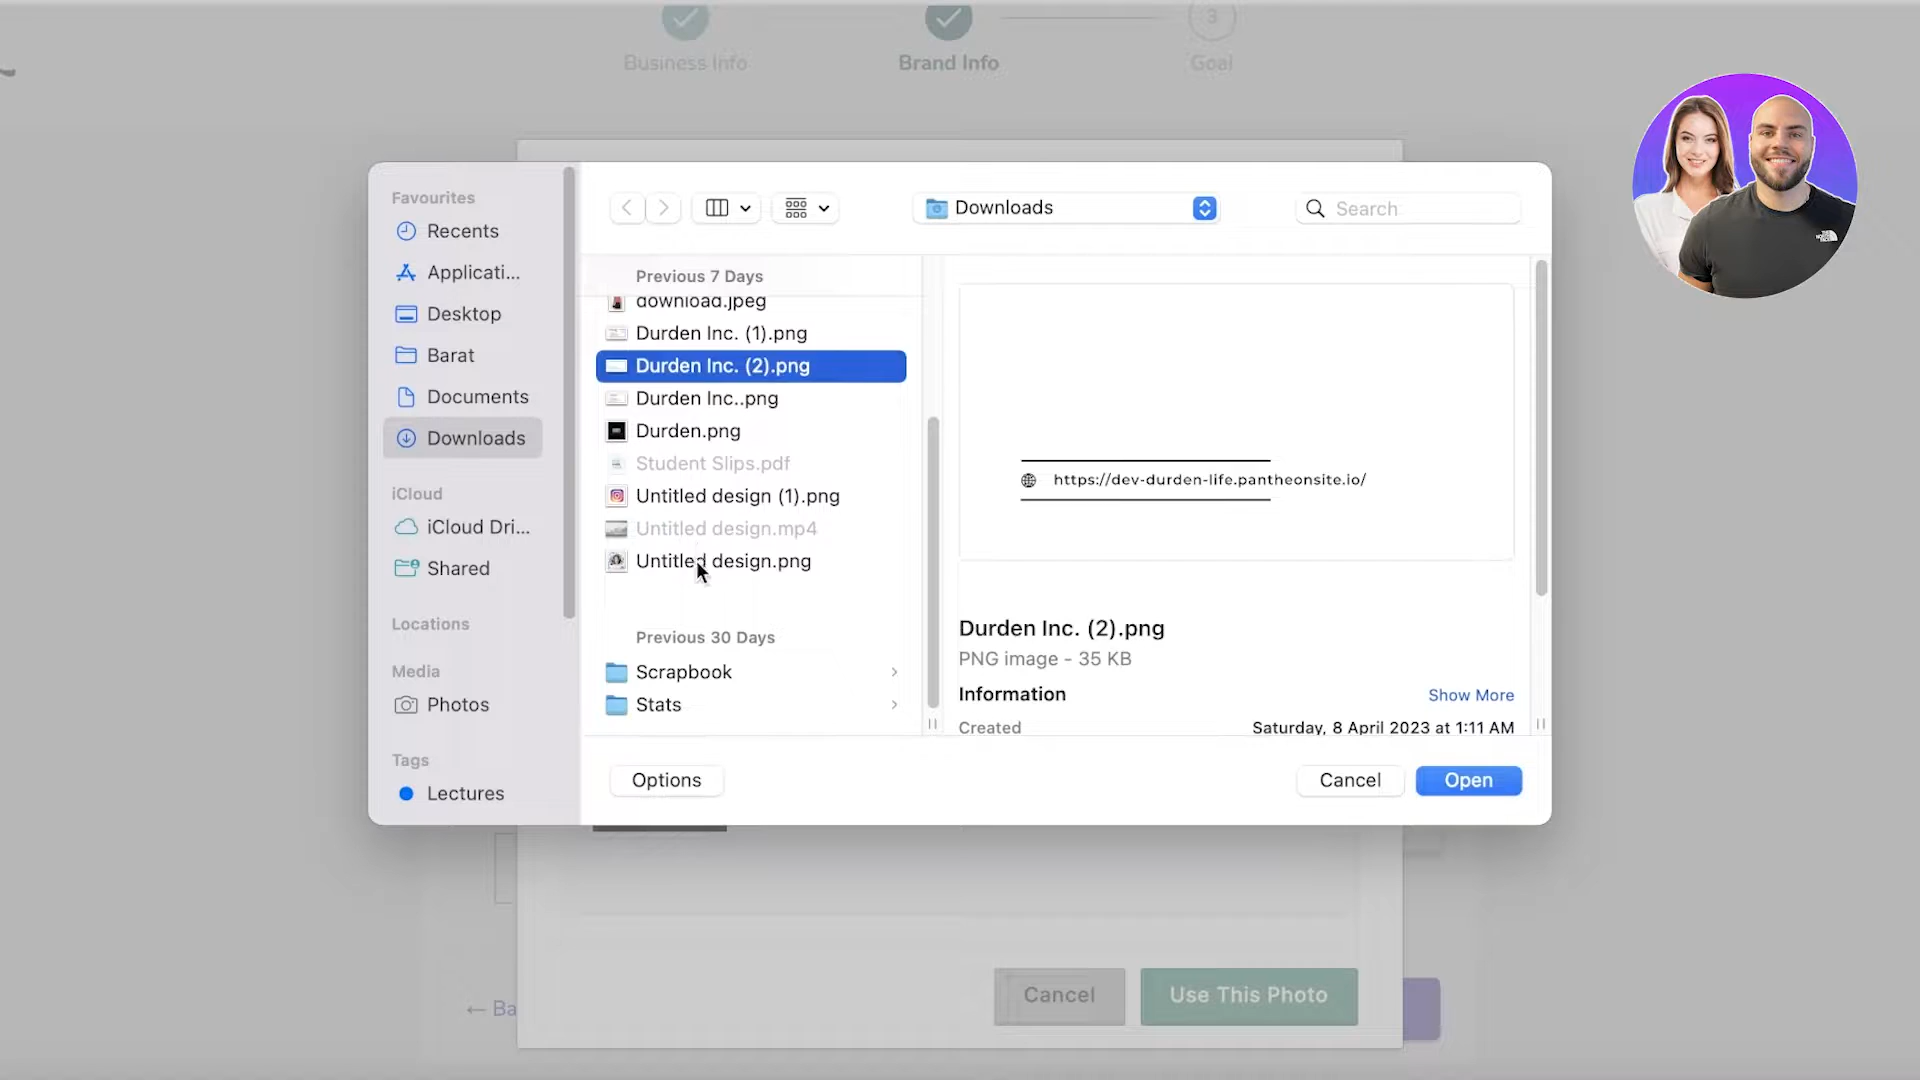 3
Business Info
Brand Info
Goal
Favourites
Recents
Applicati...
Desktop
Barat
Documents
Downloads
iCloud
iCloud Dri...
Shared
Locations
Media
Photos
Tags
Lectures
Downloads
Search
Previous 7 Days
download.jpeg
Durden Inc. (1).png
Durden Inc. (2).png
Durden Inc..png
Durden.png
Student Slips.pdf
Untitled design (1).png
Untitled design.mp4
Untitled design.png
Previous 30 Days
Scrapbook
Stats
https://dev-durden-life.pantheonsite.io/
Durden Inc. (2).png
PNG image - 35 KB
Information
Show More
Created
Saturday, 8 April 2023 at 1:11 AM
Options
Cancel
Open
← Ba
Cancel
Use This Photo